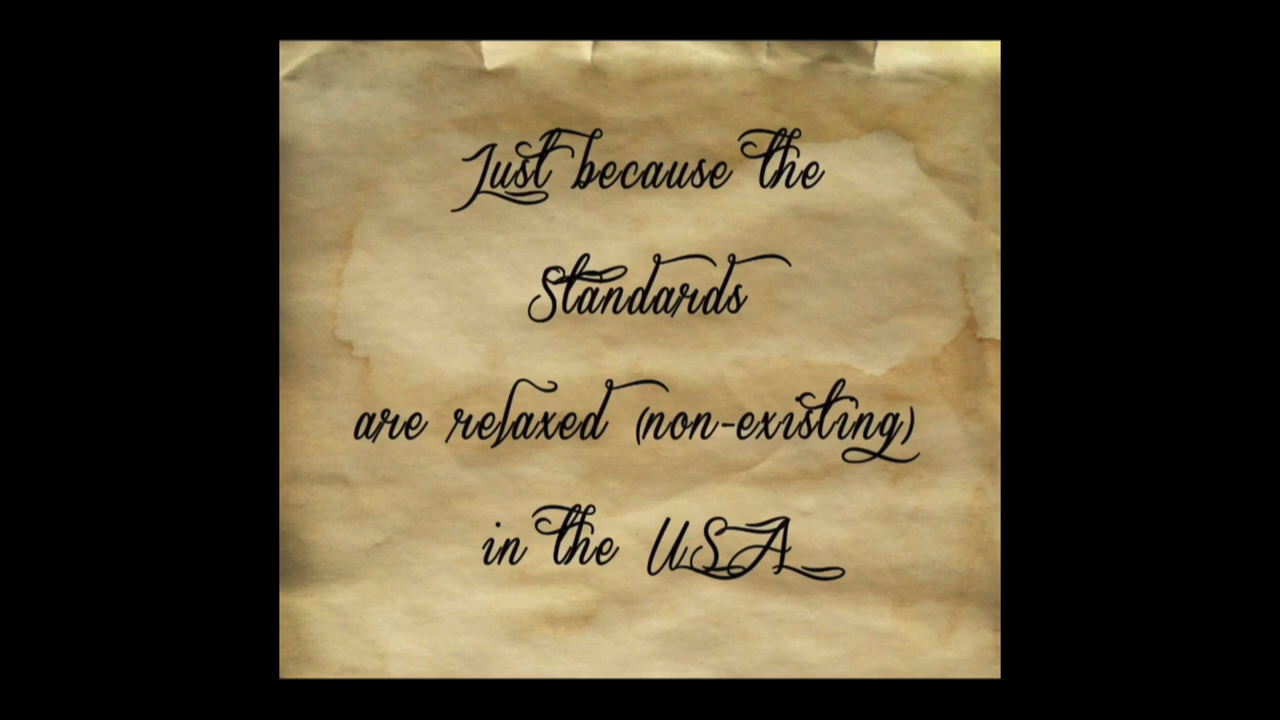 Just because the
Standards
are relaxed (non-existing)
in the USA